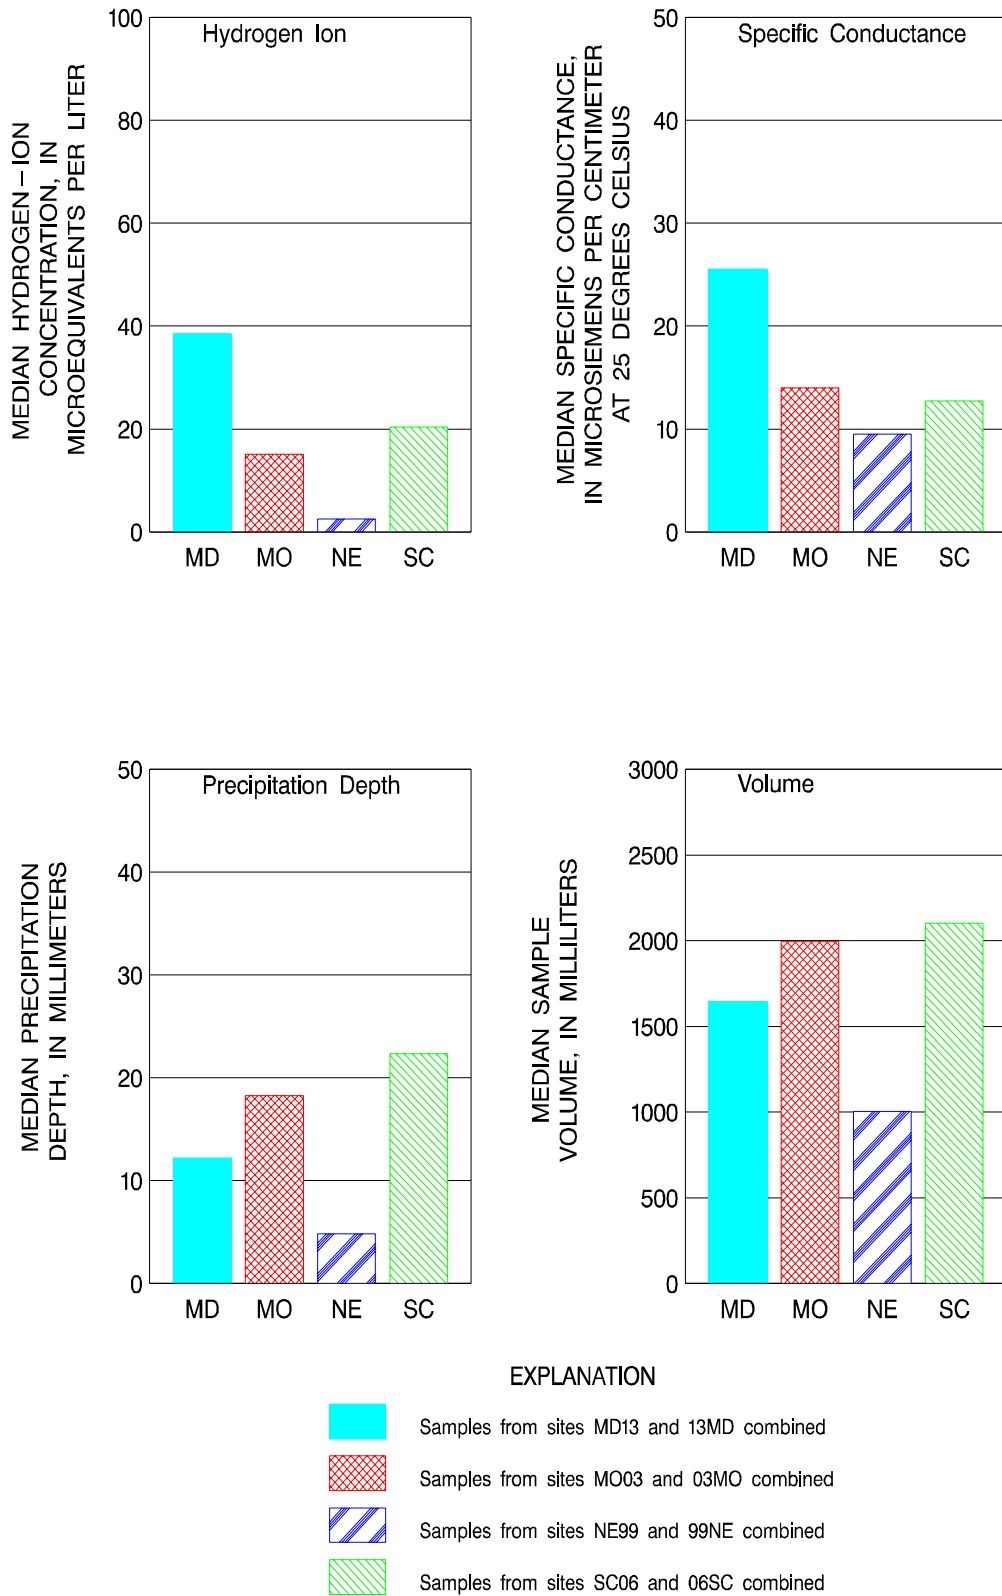 Hydrogen Ion
MEDIAN HYDROGEN-ION
CONCENTRATION, IN
MICROEQUIVALENTS PER LITER
100
80
60
40
20
0
MD MO NE SC
Specific Conductance
MEDIAN SPECIFIC CONDUCTANCE,
IN MICROSIEMENS PER CENTIMETER
AT 25 DEGREES CELSIUS
50
40
30
20
10
0
MD MO NE SC
Precipitation Depth
MEDIAN PRECIPITATION
DEPTH, IN MILLIMETERS
50
40
30
20
10
0
MD MO NE SC
Volume
MEDIAN SAMPLE
VOLUME, IN MILLILITERS
3000
2500
2000
1500
1000
500
0
MD MO NE SC
EXPLANATION
Samples from sites MD13 and 13MD combined
Samples from sites MO03 and 03MO combined
Samples from sites NE99 and 99NE combined
Samples from sites SC06 and 06SC combined